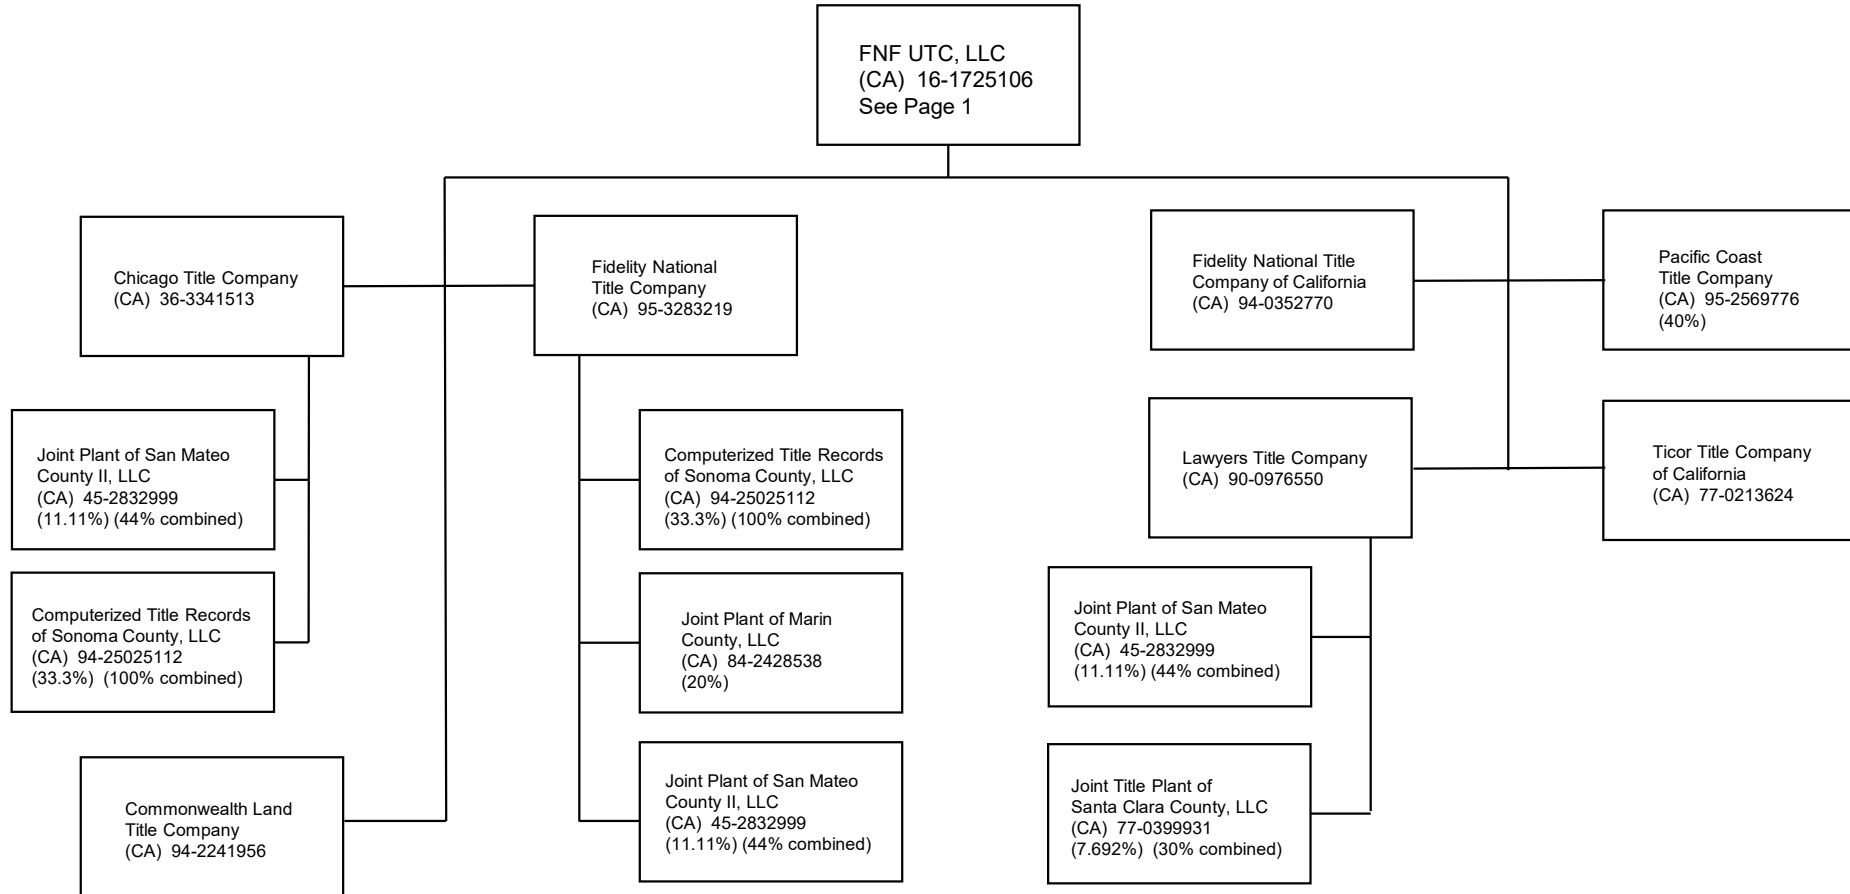 FNF UTC, LLC
(CA) 16-1725106
See Page 1
Chicago Title Company
(CA) 36-3341513
Fidelity National
Title Company
(CA) 95-3283219
Fidelity National Title
Company of California
(CA) 94-0352770
Pacific Coast
Title Company
(CA) 95-2569776
(40%)
Joint Plant of San Mateo
County II, LLC
(CA) 45-2832999
(11.11%) (44% combined)
Computerized Title Records
of Sonoma County, LLC
(CA) 94-25025112
(33.3%) (100% combined)
Lawyers Title Company
(CA) 90-0976550
Ticor Title Company
of California
(CA) 77-0213624
Computerized Title Records
of Sonoma County, LLC
(CA) 94-25025112
(33.3%) (100% combined)
Joint Plant of Marin
County, LLC
(CA) 84-2428538
(20%)
Joint Plant of San Mateo
County II, LLC
(CA) 45-2832999
(11.11%) (44% combined)
Commonwealth Land
Title Company
(CA) 94-2241956
Joint Plant of San Mateo
County II, LLC
(CA) 45-2832999
(11.11%) (44% combined)
Joint Title Plant of
Santa Clara County, LLC
(CA) 77-0399931
(7.692%) (30% combined)